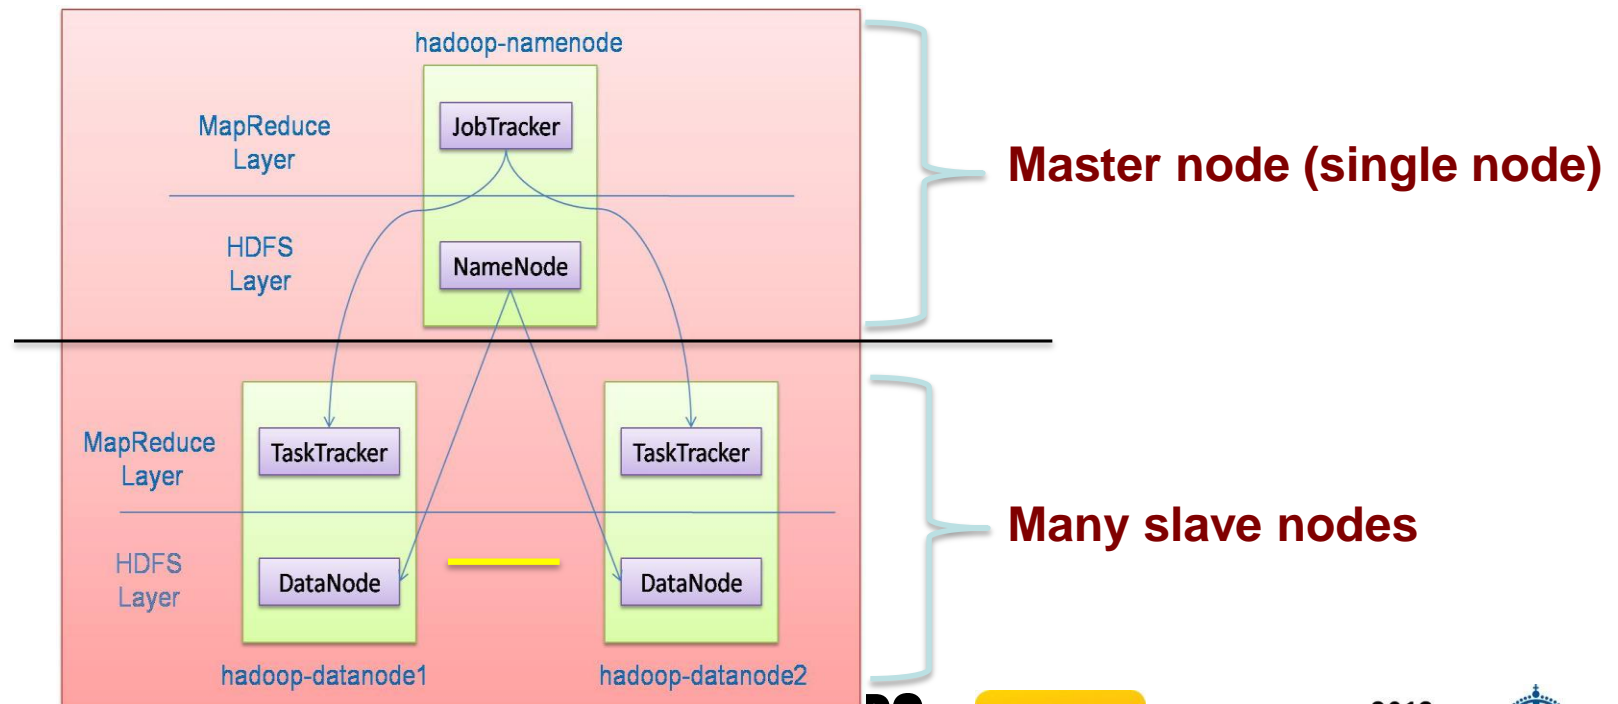 hadoop-namenode
MapReduce
Layer
JobTracker
Master node (single node)
HDFS
Layer
NameNode
MapReduce
Layer
TaskTracker
TaskTracker
Many slave nodes
HDFS
Layer
DataNode
DataNode
hadoop-datanode1
hadoop-datanode2